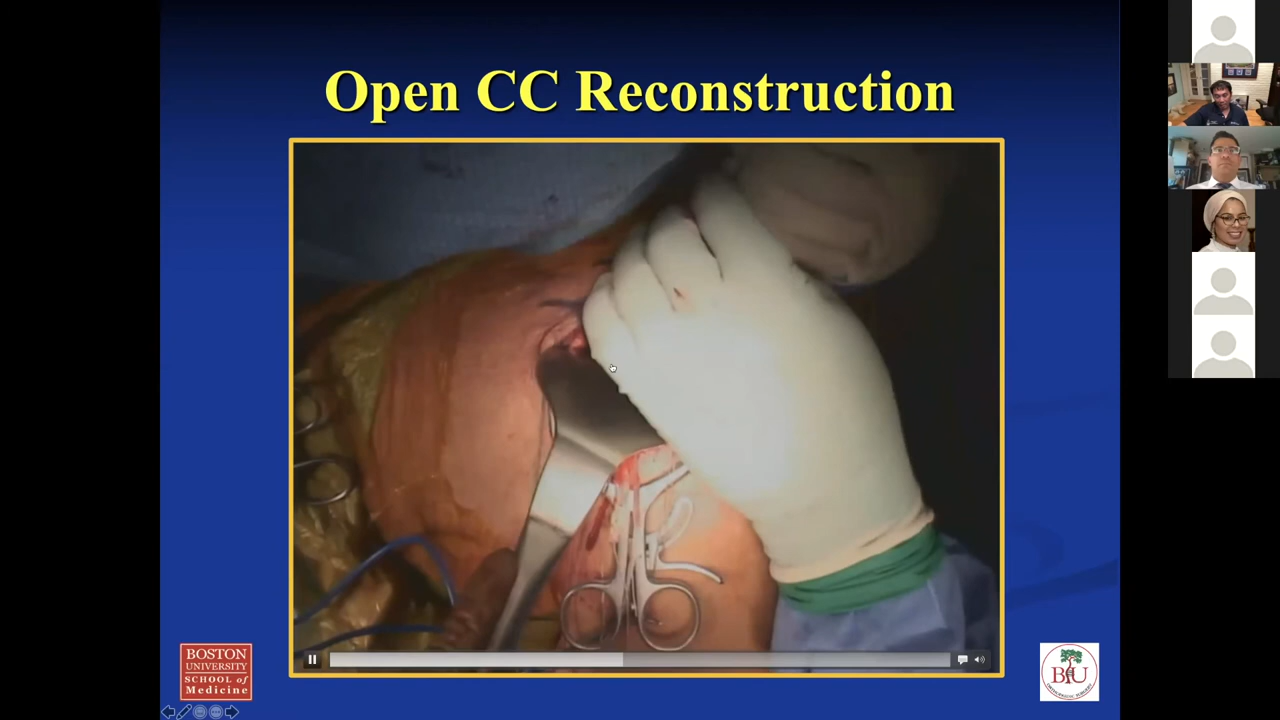 Open CC Reconstruction
BOSTON
UNIVERSITY
SCHOOL of
Medicine